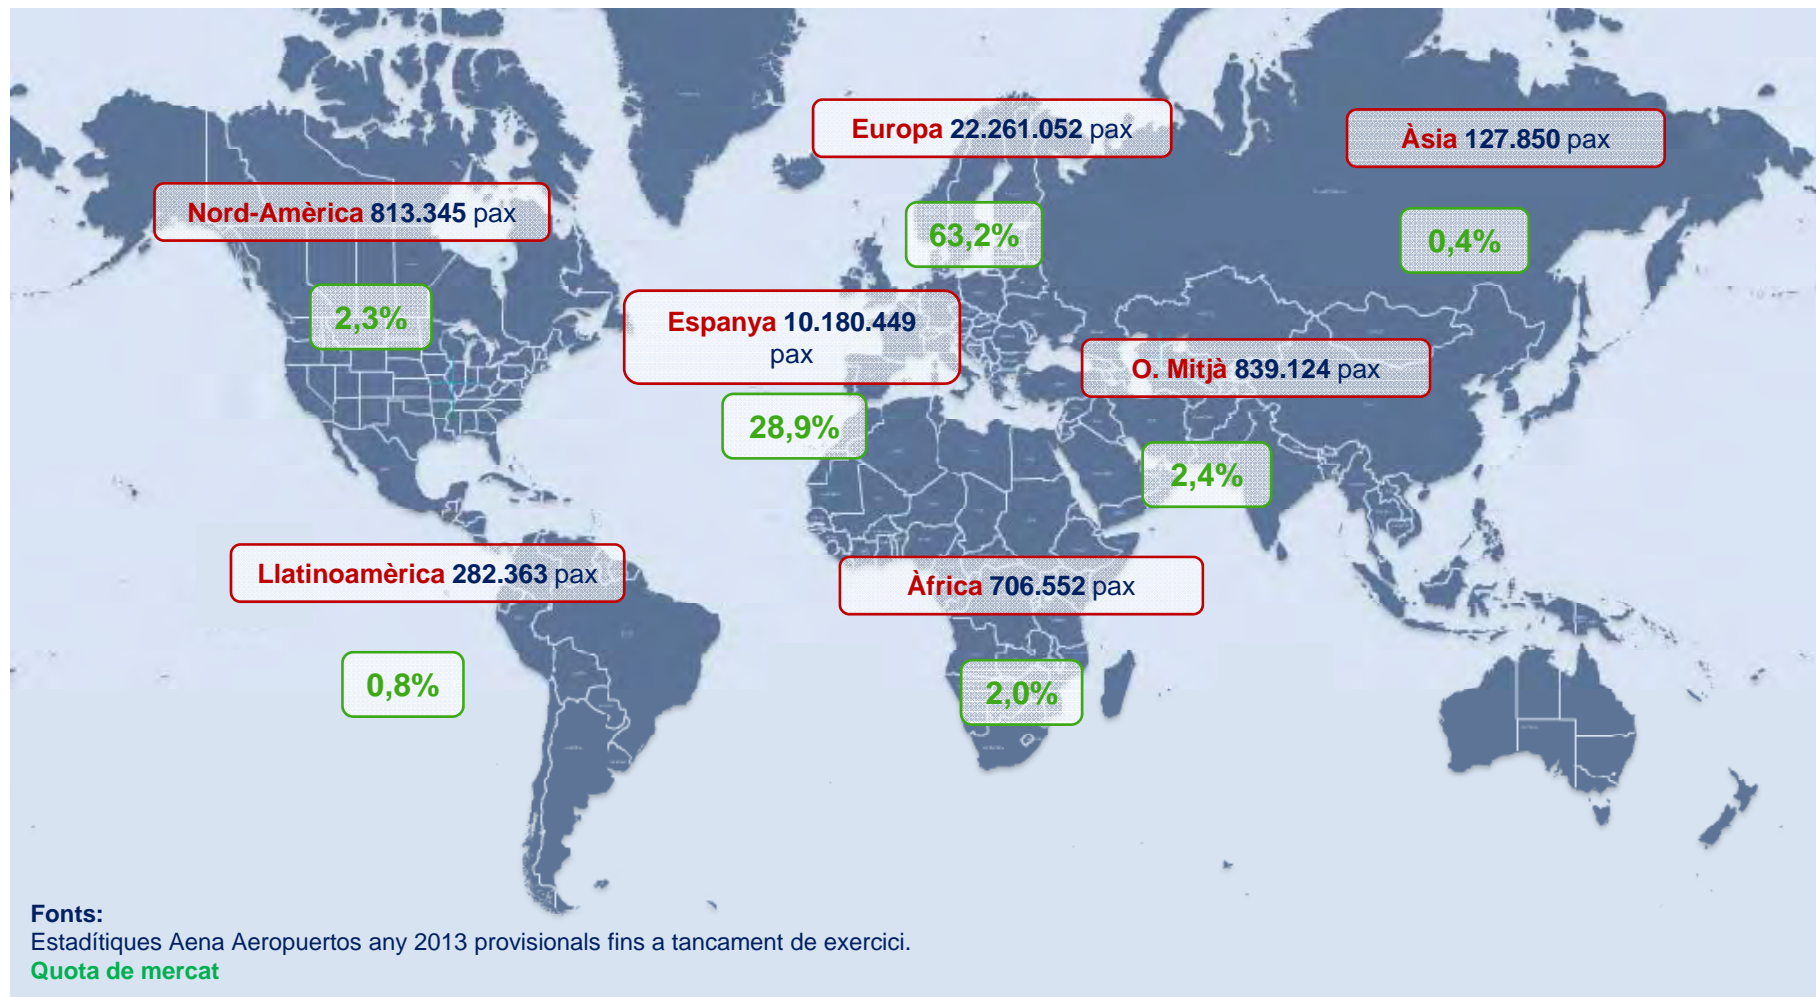 Europa 22.261.052 pax
Àsia 127.850 pax
Nord-Amèrica 813.345 pax
63,2%
0,4%
2,3%
Espanya 10.180.449
pax
O. Mitjà 839.124 pax
28,9%
2,4%
Llatinoamèrica 282.363 pax
Àfrica 706.552 pax
0,8%
2,0%
Fonts:
Estadítiques Aena Aeropuertos any 2013 provisionals fins a tancament de exercici.
Quota de mercat